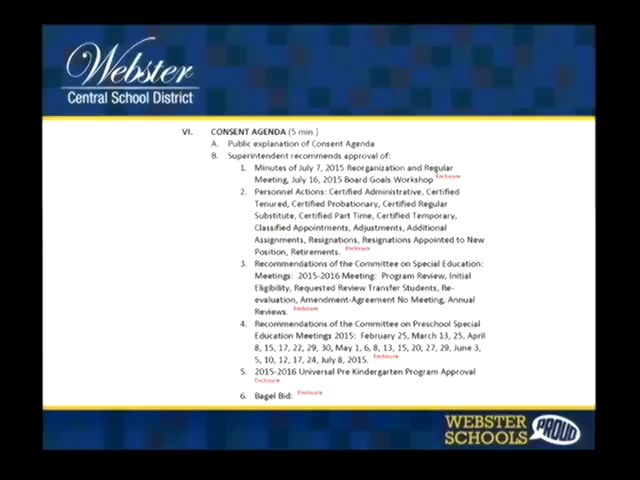 Webster
Central School District
VI. CONSENT AGENDA (5 min.)
A. Public explanation of Consent Agenda
B. Superintendent recommends approval of:
1. Minutes of July 7, 2015 Reorganization and Regular
Meeting, July 16, 2015 Board Goals Workshop Enclosure
2. Personnel Actions: Certified Administrative, Certified
Tenured, Certified Probationary, Certified Regular
Substitute, Certified Part Time, Certified Temporary,
Classified Appointments, Adjustments, Additional
Assignments, Resignations, Resignations Appointed to New
Position, Retirements. Enclosure
3. Recommendations of the Committee on Special Education:
Meetings: 2015-2016 Meeting: Program Review, Initial
Eligibility, Requested Review Transfer Students, Re-
evaluation, Amendment-Agreement No Meeting, Annual
Reviews. Enclosure
4. Recommendations of the Committee on Preschool Special
Education Meetings 2015: February 25, March 13, 25, April
8, 15, 17, 22, 29, 30, May 1, 6, 8, 13, 15, 20, 27, 29, June 3,
5, 10, 12, 17, 24, July 8, 2015. Enclosure
5. 2015-2016 Universal Pre Kindergarten Program Approval
Enclosure
6. Bagel Bid: Enclosure
WEBSTER
SCHOOLS PROUD